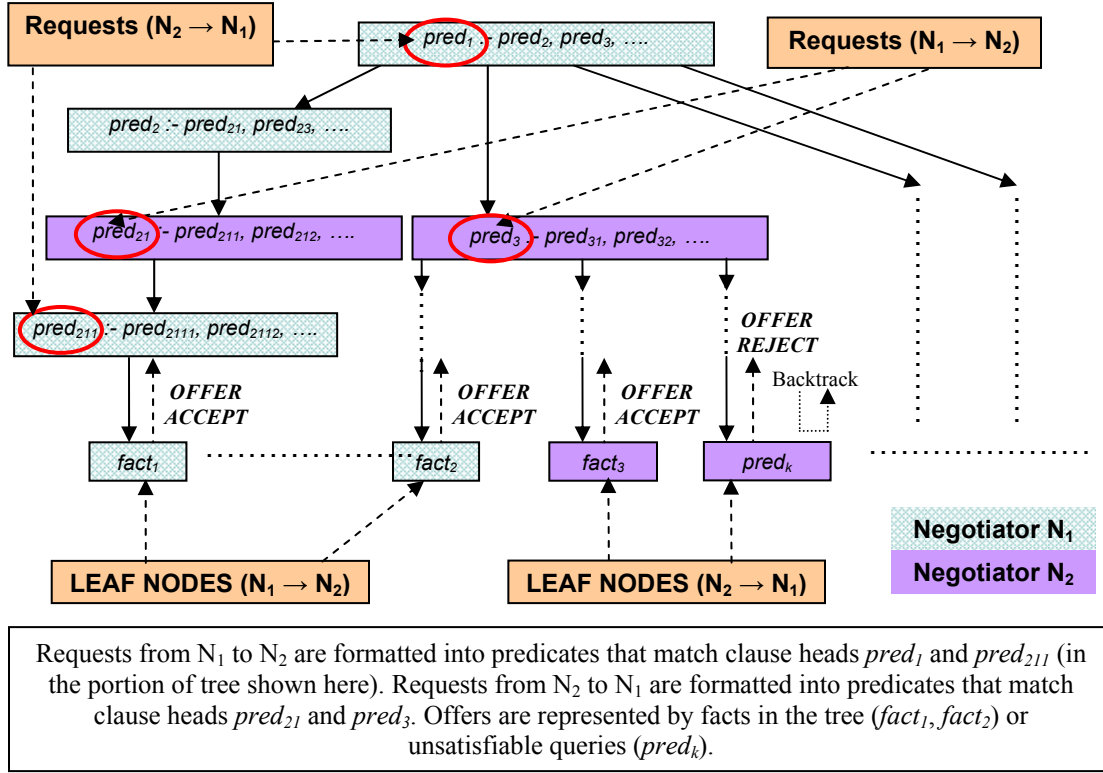 Requests (N₂ → N₁)
pred₁ :- pred₂, pred₃, ….
Requests (N₁ → N₂)
pred₂ :- pred₂₁, pred₂₃, ….
pred₂₁ :- pred₂₁₁, pred₂₁₂, ….
pred₃ :- pred₃₁, pred₃₂, ….
pred₂₁₁ :- pred₂₁₁₁, pred₂₁₁₂, ….
OFFER
REJECT
Backtrack
OFFER
ACCEPT
OFFER
ACCEPT
OFFER
ACCEPT
fact₁
fact₂
fact₃
predₖ
Negotiator N₁
Negotiator N₂
LEAF NODES (N₁ → N₂)
LEAF NODES (N₂ → N₁)
Requests from N₁ to N₂ are formatted into predicates that match clause heads pred₁ and pred₂₁₁ (in
the portion of tree shown here). Requests from N₂ to N₁ are formatted into predicates that match
clause heads pred₂₁ and pred₃. Offers are represented by facts in the tree (fact₁, fact₂) or
unsatisfiable queries (predₖ).